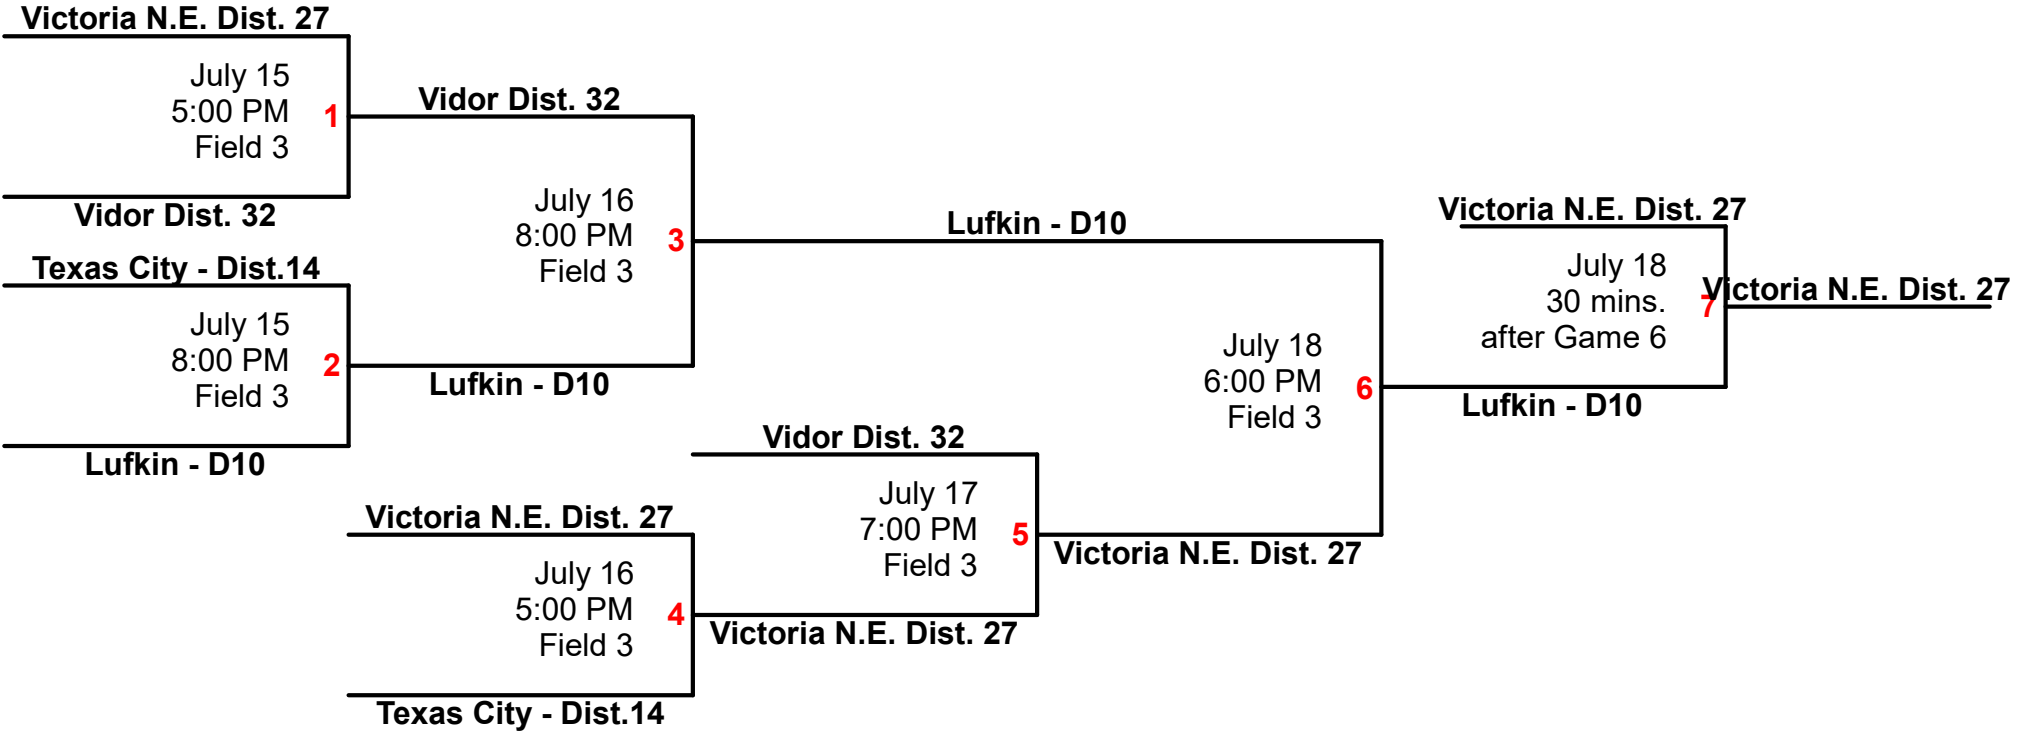 Victoria N.E. Dist. 27
July 15
5:00 PM
Field 3
1
Vidor Dist. 32
Texas City - Dist.14
July 15
8:00 PM
Field 3
2
Lufkin - D10
Vidor Dist. 32
July 16
8:00 PM
Field 3
3
Lufkin - D10
Victoria N.E. Dist. 27
July 16
5:00 PM
Field 3
4
Texas City - Dist.14
Vidor Dist. 32
July 17
7:00 PM
Field 3
5
Victoria N.E. Dist. 27
Lufkin - D10
July 18
6:00 PM
Field 3
6
Victoria N.E. Dist. 27
Victoria N.E. Dist. 27
July 18
30 mins.
after Game 6
7
Lufkin - D10
Victoria N.E. Dist. 27